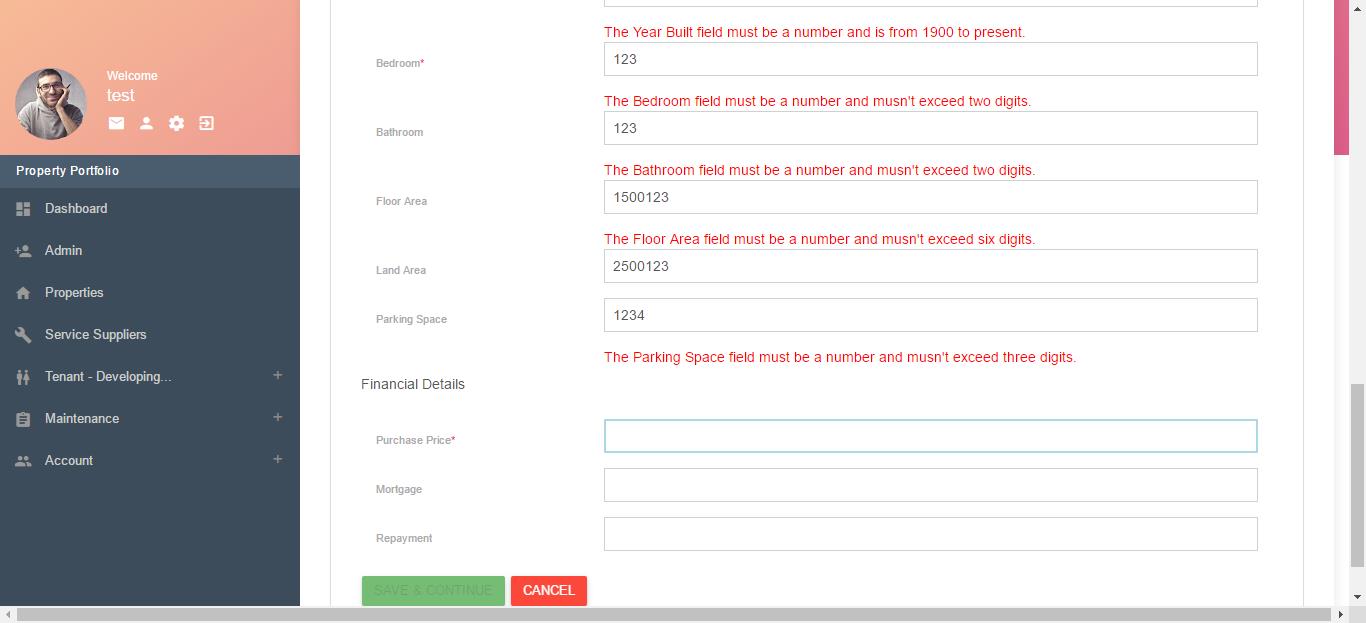 Welcome
test
Property Portfolio
Dashboard
Admin
Properties
Service Suppliers
Tenant - Developing... +
Maintenance +
Account +
The Year Built field must be a number and is from 1900 to present.
Bedroom* 123
The Bedroom field must be a number and musn't exceed two digits.
Bathroom 123
The Bathroom field must be a number and musn't exceed two digits.
Floor Area 1500123
The Floor Area field must be a number and musn't exceed six digits.
Land Area 2500123
Parking Space 1234
The Parking Space field must be a number and musn't exceed three digits.
Financial Details
Purchase Price*
Mortgage
Repayment
SAVE & CONTINUE CANCEL